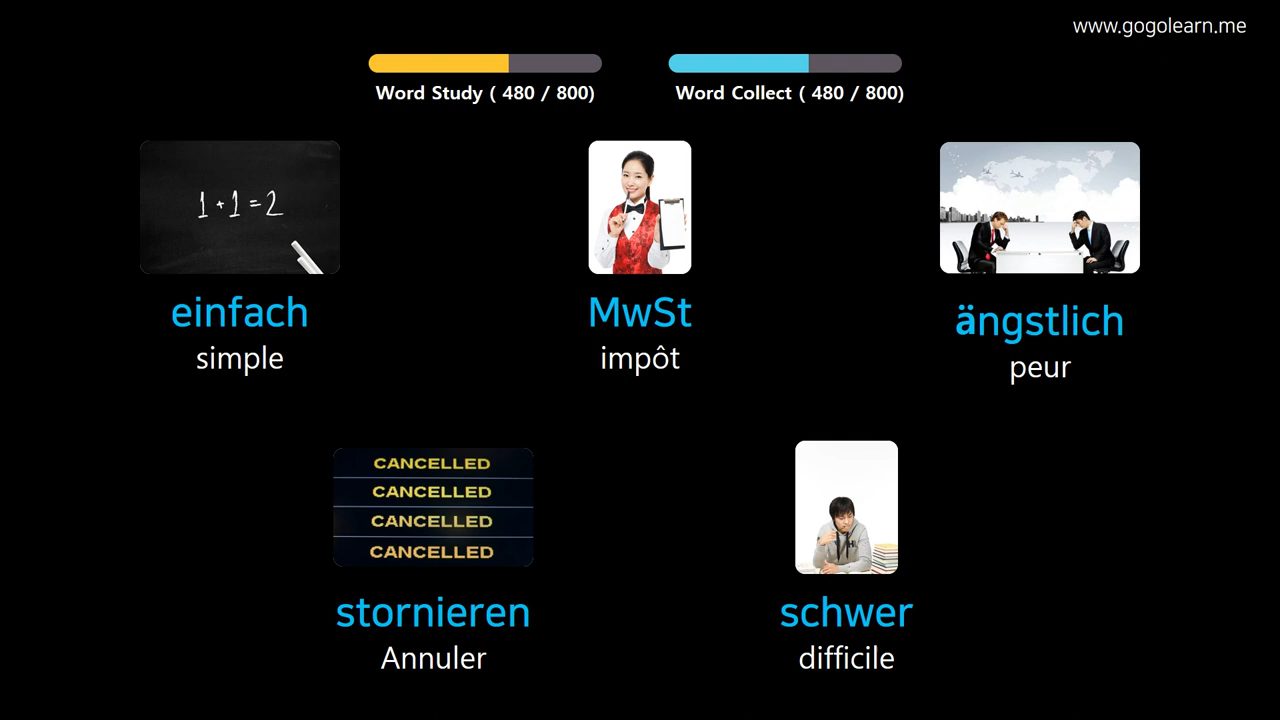 www.gogolearn.me
Word Study ( 480 / 800)
Word Collect ( 480 / 800)
1 + 1 = 2
einfach
simple
MwSt
impôt
ängstlich
peur
CANCELLED
CANCELLED
CANCELLED
CANCELLED
stornieren
Annuler
schwer
difficile